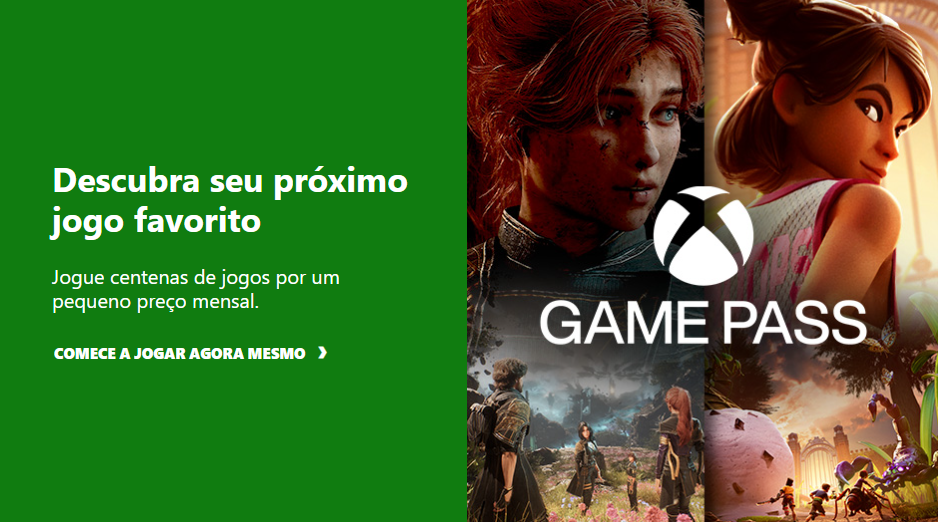 Descubra seu próximo
jogo favorito
Jogue centenas de jogos por um
pequeno preço mensal.
COMECE A JOGAR AGORA MESMO ❯
GAME PASS